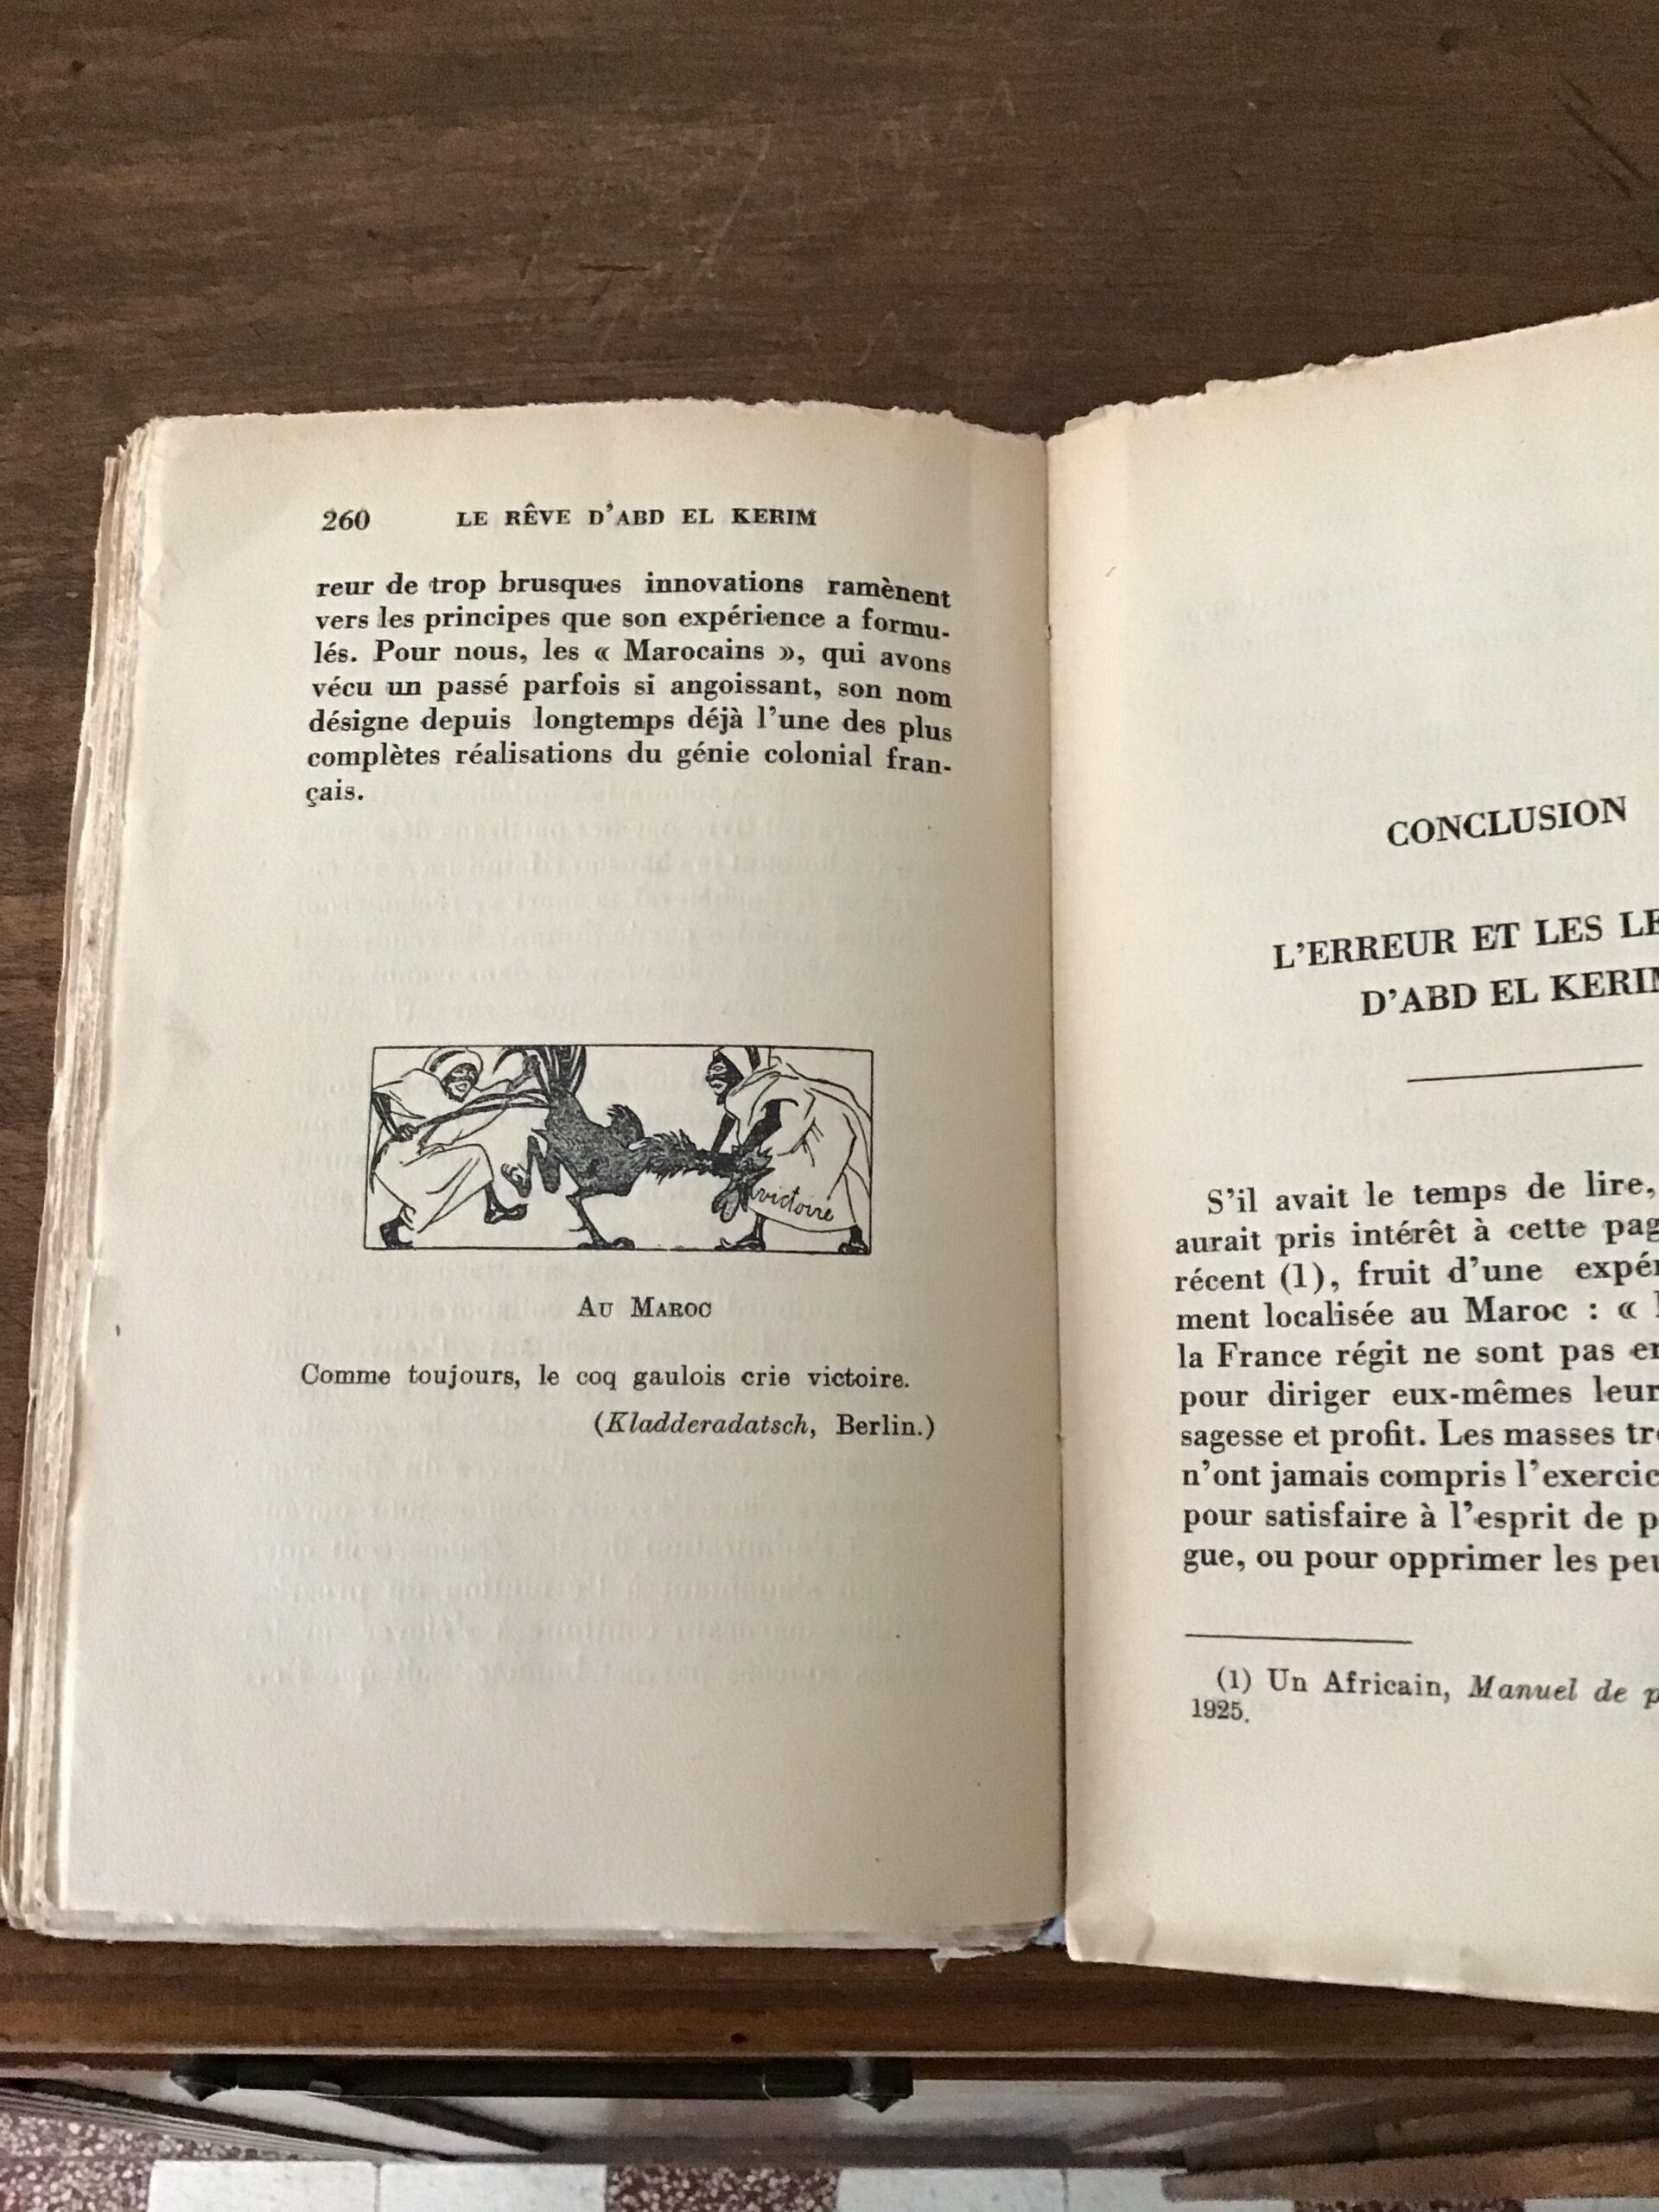 260 LE RÊVE D'ABD EL KERIM
reur de trop brusques innovations ramènent
vers les principes que son expérience a formu-
lés. Pour nous, les « Marocains », qui avons
vécu un passé parfois si angoissant, son nom
désigne depuis longtemps déjà l'une des plus
complètes réalisations du génie colonial fran-
çais.
victoire
AU MAROC
Comme toujours, le coq gaulois crie victoire.
(Kladderadatsch, Berlin.)
CONCLUSION
L'ERREUR ET LES LE
D'ABD EL KERI
S'il avait le temps de lire,
aurait pris intérêt à cette pag
récent (1), fruit d'une expér
ment localisée au Maroc : «
la France régit ne sont pas en
pour diriger eux-mêmes leur
sagesse et profit. Les masses tr
n'ont jamais compris l'exercic
pour satisfaire à l'esprit de p
gue, ou pour opprimer les peu
(1) Un Africain, Manuel de p
1925.